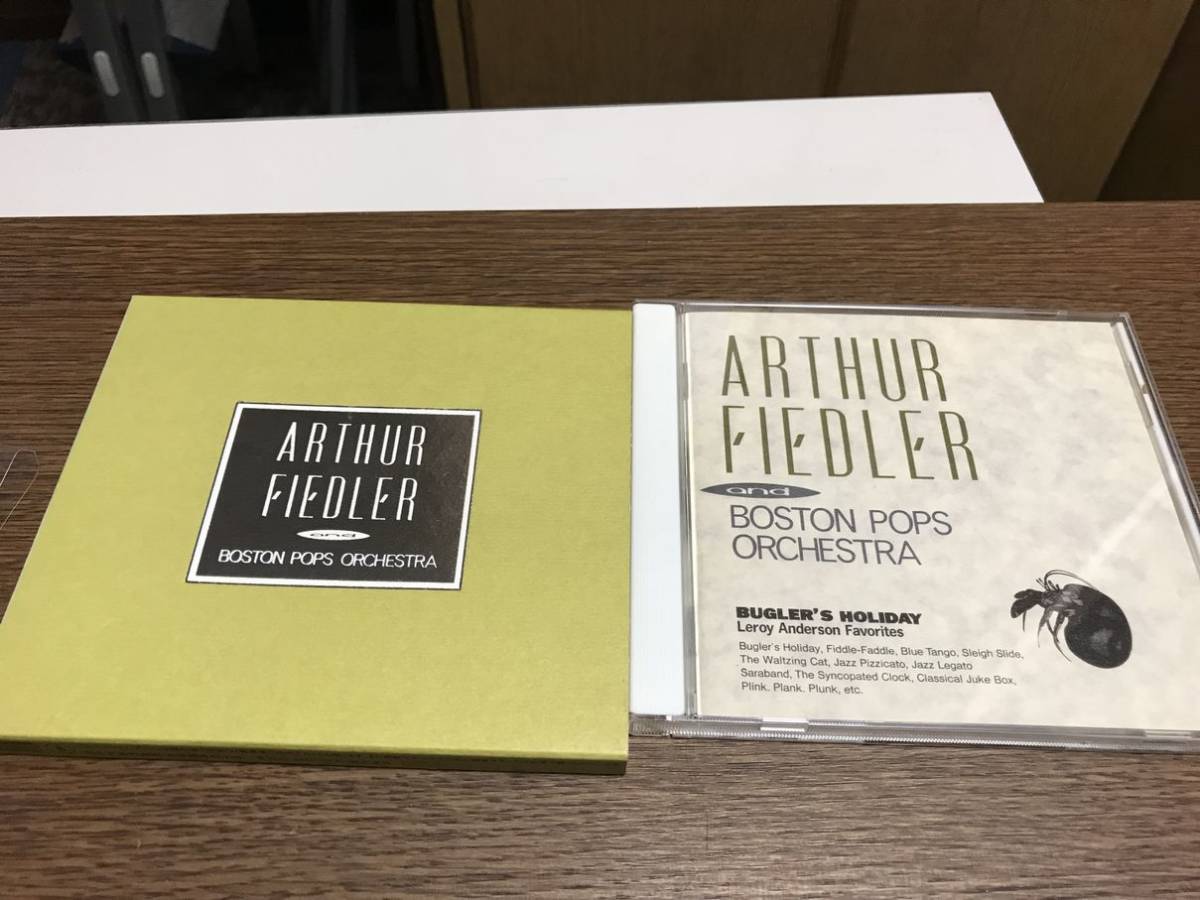 ARTHUR
FIEDLER
and
BOSTON POPS ORCHESTRA
ARTHUR
FIEDLER
and
BOSTON POPS
ORCHESTRA
BUGLER'S HOLIDAY
Leroy Anderson Favorites
Bugler's Holiday, Fiddle-Faddle, Blue Tango, Sleigh Slide,
The Waltzing Cat, Jazz Pizzicato, Jazz Legato
Saraband, The Syncopated Clock, Classical Juke Box,
Plink. Plank. Plunk, etc.